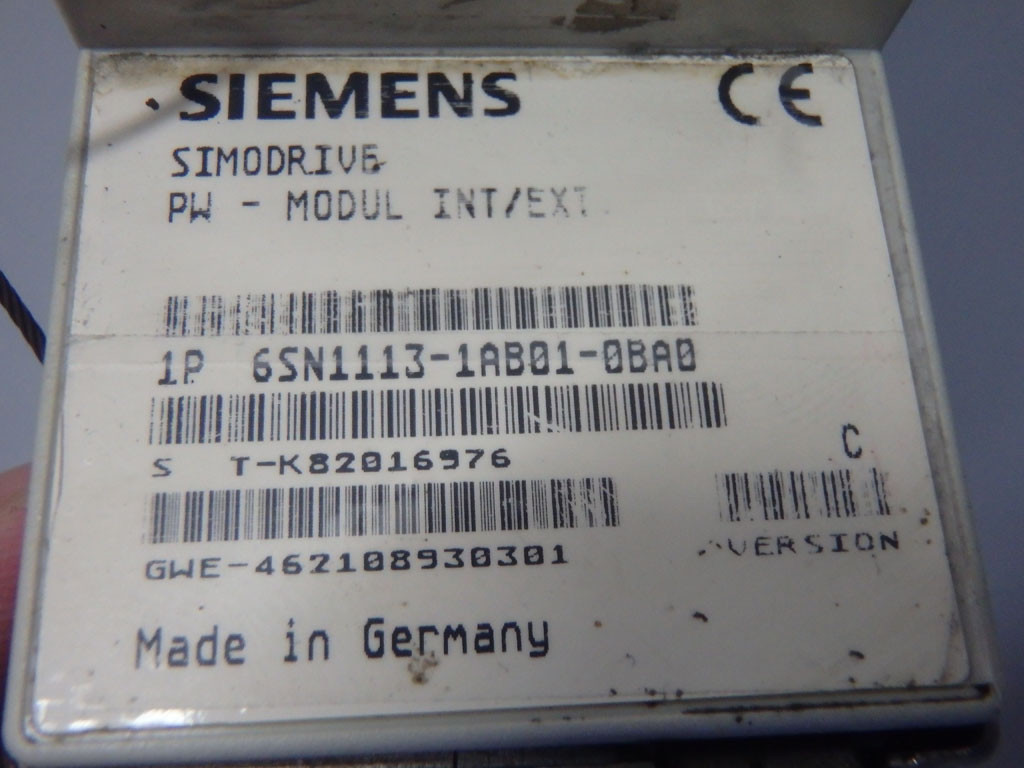 SIEMENS
CE
SIMODRIVE
PW - MODUL INT/EXT
1P 6SN1113-1AB01-0BA0
S T-K82016976
C
GWE-462108930301
VERSION
Made in Germany